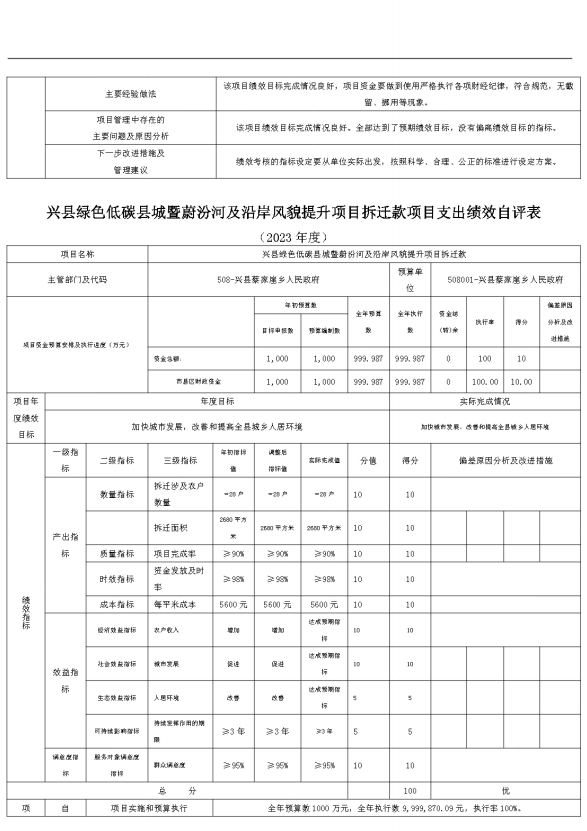 主要经验做法
该项目绩效目标完成情况良好，项目资金要做到使用严格执行各项财经纪律，符合规范，无截
留、挪用等现象。
项目管理中存在的
主要问题及原因分析
该项目绩效目标完成情况良好。全部达到了预期绩效目标，没有偏离绩效目标的指标。
下一步改进措施及
管理建议
绩效考核的指标设定要从单位实际出发，按照科学、合理、公正的标准进行设定方案。
兴县绿色低碳县城暨蔚汾河及沿岸风貌提升项目拆迁款项目支出绩效自评表
（2023 年度）
项目名称 兴县绿色低碳县城暨蔚汾河及沿岸风貌提升项目拆迁款
主管部门及代码 508-兴县蔡家崖乡人民政府 预算单
位 508001-兴县蔡家崖乡人民政府
项目资金预算安排及执行进度（万元）
年初预算数
目标申报数 预算编制数
全年预算
数
全年执行
数
资金结
(转)余
执行率 得分
偏差原因
分析及改
进措施
资金总额： 1,000 1,000 999.987 999.987 0 100 10
市县区财政资金 1,000 1,000 999.987 999.987 0 100.00 10.00
项目年
度绩效
目标
年度目标 实际完成情况
加快城市发展，改善和提高全县城乡人居环境 加快城市发展、改善和提高全县城乡人居环境
绩效指标
一级指
标
二级指标 三级指标
年初指标
值
调整后
指标值
实际完成值 分值 得分 偏差原因分析及改进措施
产出指
标
数量指标
拆迁涉及农户
数量
=28 户 =28 户 =28 户 10 10
拆迁面积
2680 平方
米
2680 平方米 2680 平方米 10 10
质量指标 项目完成率 ≥90% ≥90% ≥90% 10 10
时效指标
资金发放及时
率
≥98% ≥98% ≥98% 10 10
成本指标 每平米成本 5600 元 5600 元 5600 元 10 10
效益指
标
经济效益指标 农户收入 增加 增加
达成预期指
标
10 10
社会效益指标 城市发展 促进 促进
达成预期指
标
10 10
生态效益指标 人居环境 改善 改善
达成预期指
标
5 5
可持续影响指标
持续发挥作用的期
限
≥3 年 ≥3 年 ≥3 年 5 5
满意度指
标
服务对象满意度
指标
群众满意度 ≥95% ≥95% ≥95% 10 10
总 分 100 优
项 自 项目实施和预算执行 全年预算数1000 万元，全年执行数 9,999,870.09 元，执行率 100%。